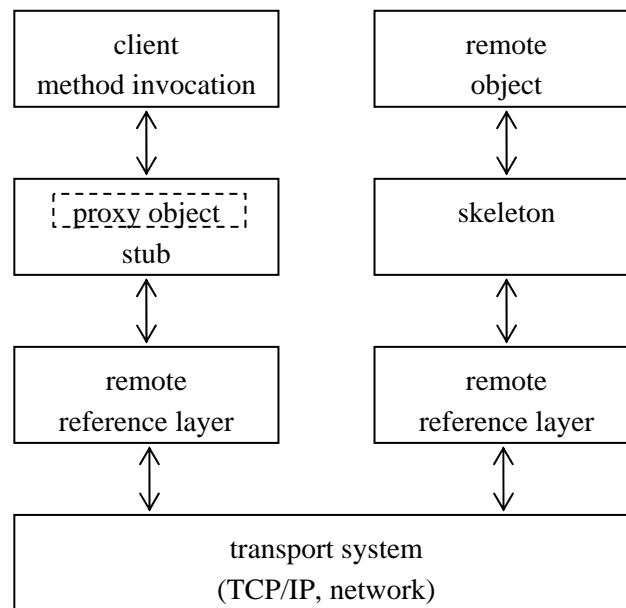 client
method invocation
remote
object
proxy object
stub
skeleton
remote
reference layer
remote
reference layer
transport system
(TCP/IP, network)